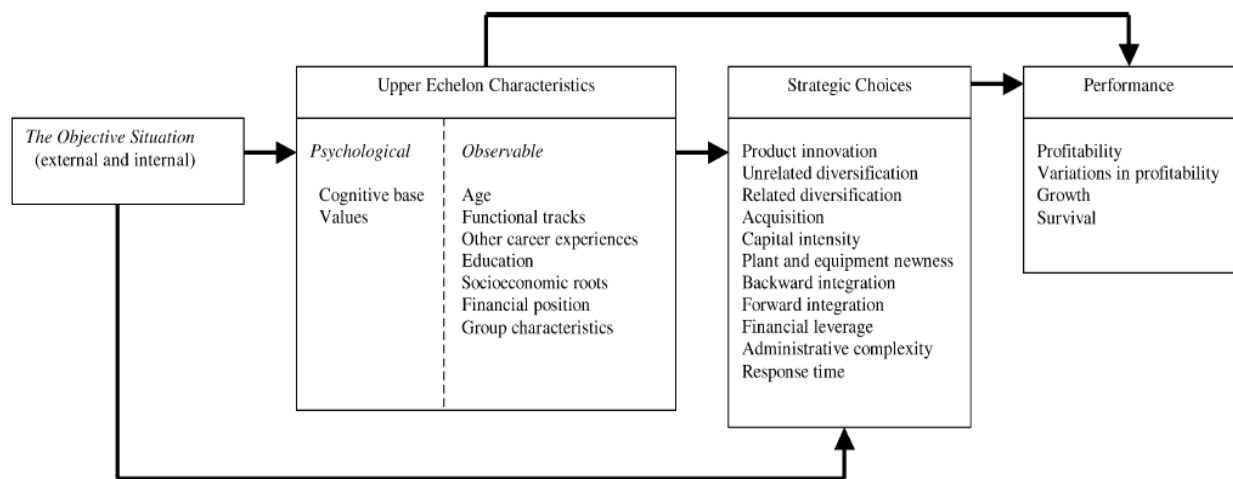 The Objective Situation
(external and internal)
Upper Echelon Characteristics
Psychological
Cognitive base
Values
Observable
Age
Functional tracks
Other career experiences
Education
Socioeconomic roots
Financial position
Group characteristics
Strategic Choices
Product innovation
Unrelated diversification
Related diversification
Acquisition
Capital intensity
Plant and equipment newness
Backward integration
Forward integration
Financial leverage
Administrative complexity
Response time
Performance
Profitability
Variations in profitability
Growth
Survival